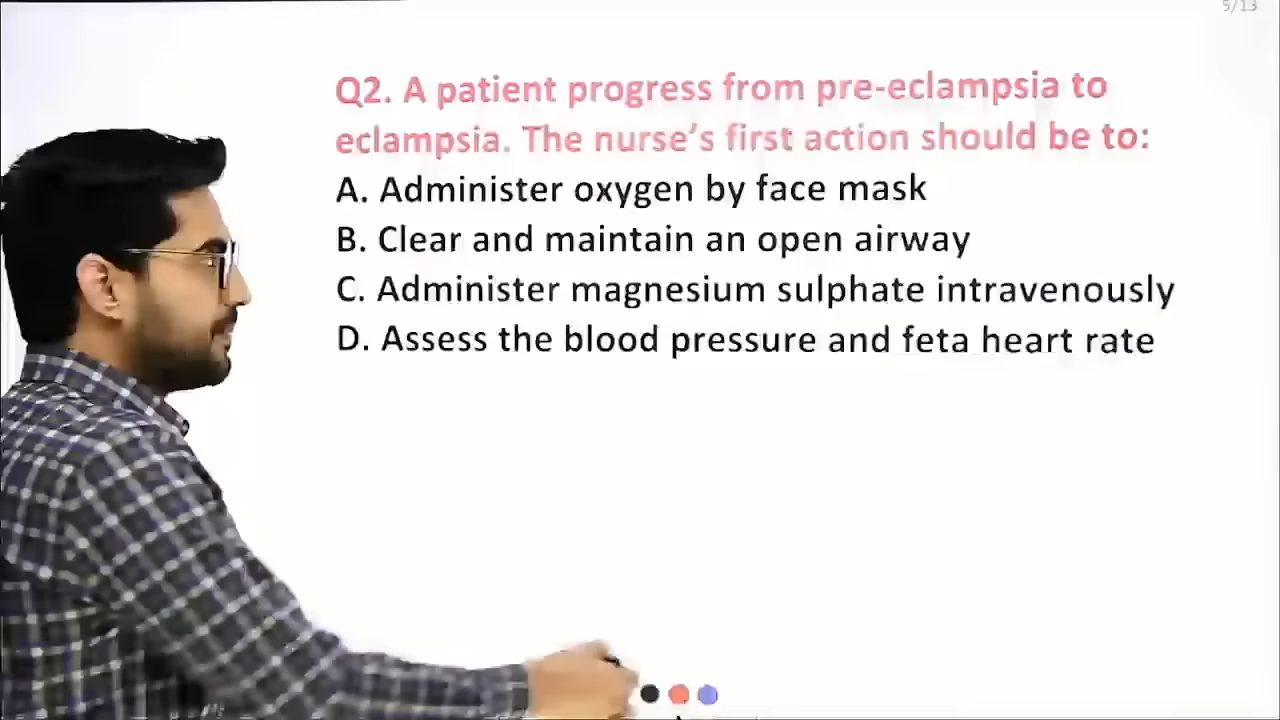 5/13
Q2. A patient progress from pre-eclampsia to
eclampsia. The nurse's first action should be to:
A. Administer oxygen by face mask
B. Clear and maintain an open airway
C. Administer magnesium sulphate intravenously
D. Assess the blood pressure and feta heart rate